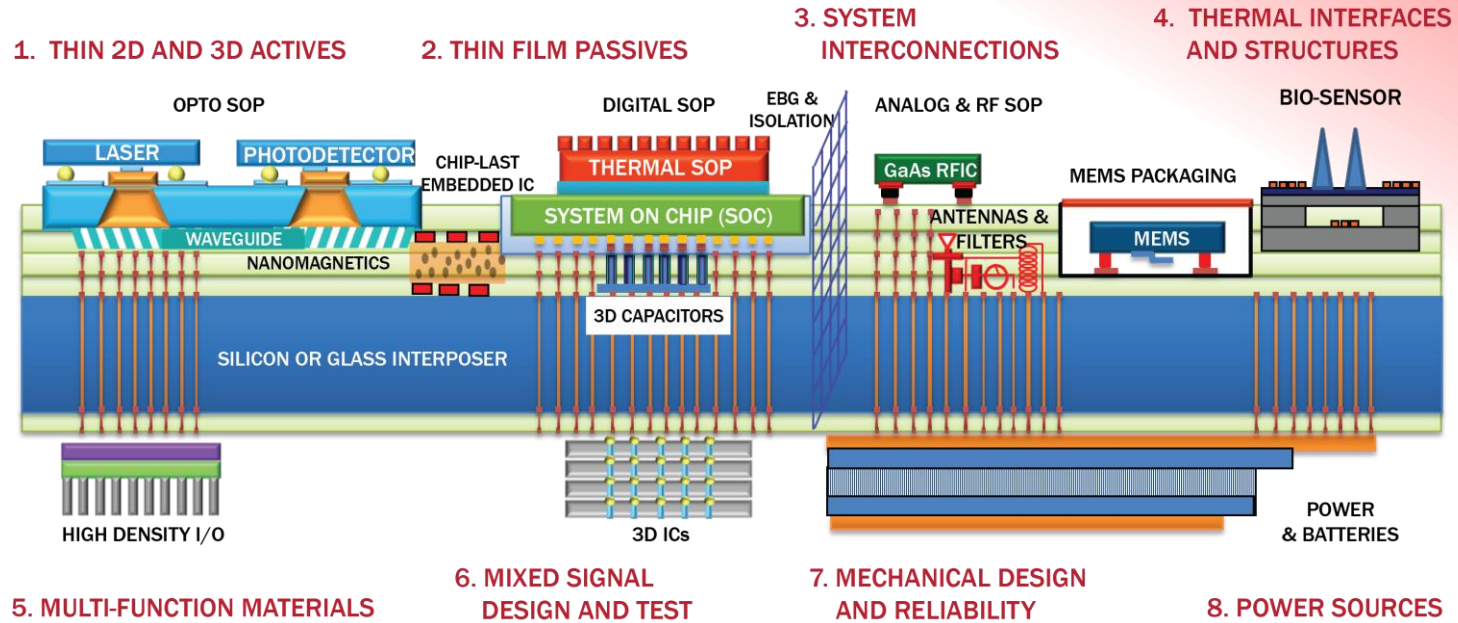 1. THIN 2D AND 3D ACTIVES
2. THIN FILM PASSIVES
3. SYSTEM
INTERCONNECTIONS
4. THERMAL INTERFACES
AND STRUCTURES
OPTO SOP
DIGITAL SOP
EBG &
ISOLATION
ANALOG & RF SOP
BIO-SENSOR
LASER
PHOTODETECTOR
CHIP-LAST
EMBEDDED IC
THERMAL SOP
GaAs RFIC
MEMS PACKAGING
SYSTEM ON CHIP (SOC)
ANTENNAS &
FILTERS
MEMS
WAVEGUIDE
NANOMAGNETICS
3D CAPACITORS
SILICON OR GLASS INTERPOSER
HIGH DENSITY I/O
3D ICs
POWER
& BATTERIES
5. MULTI-FUNCTION MATERIALS
6. MIXED SIGNAL
DESIGN AND TEST
7. MECHANICAL DESIGN
AND RELIABILITY
8. POWER SOURCES